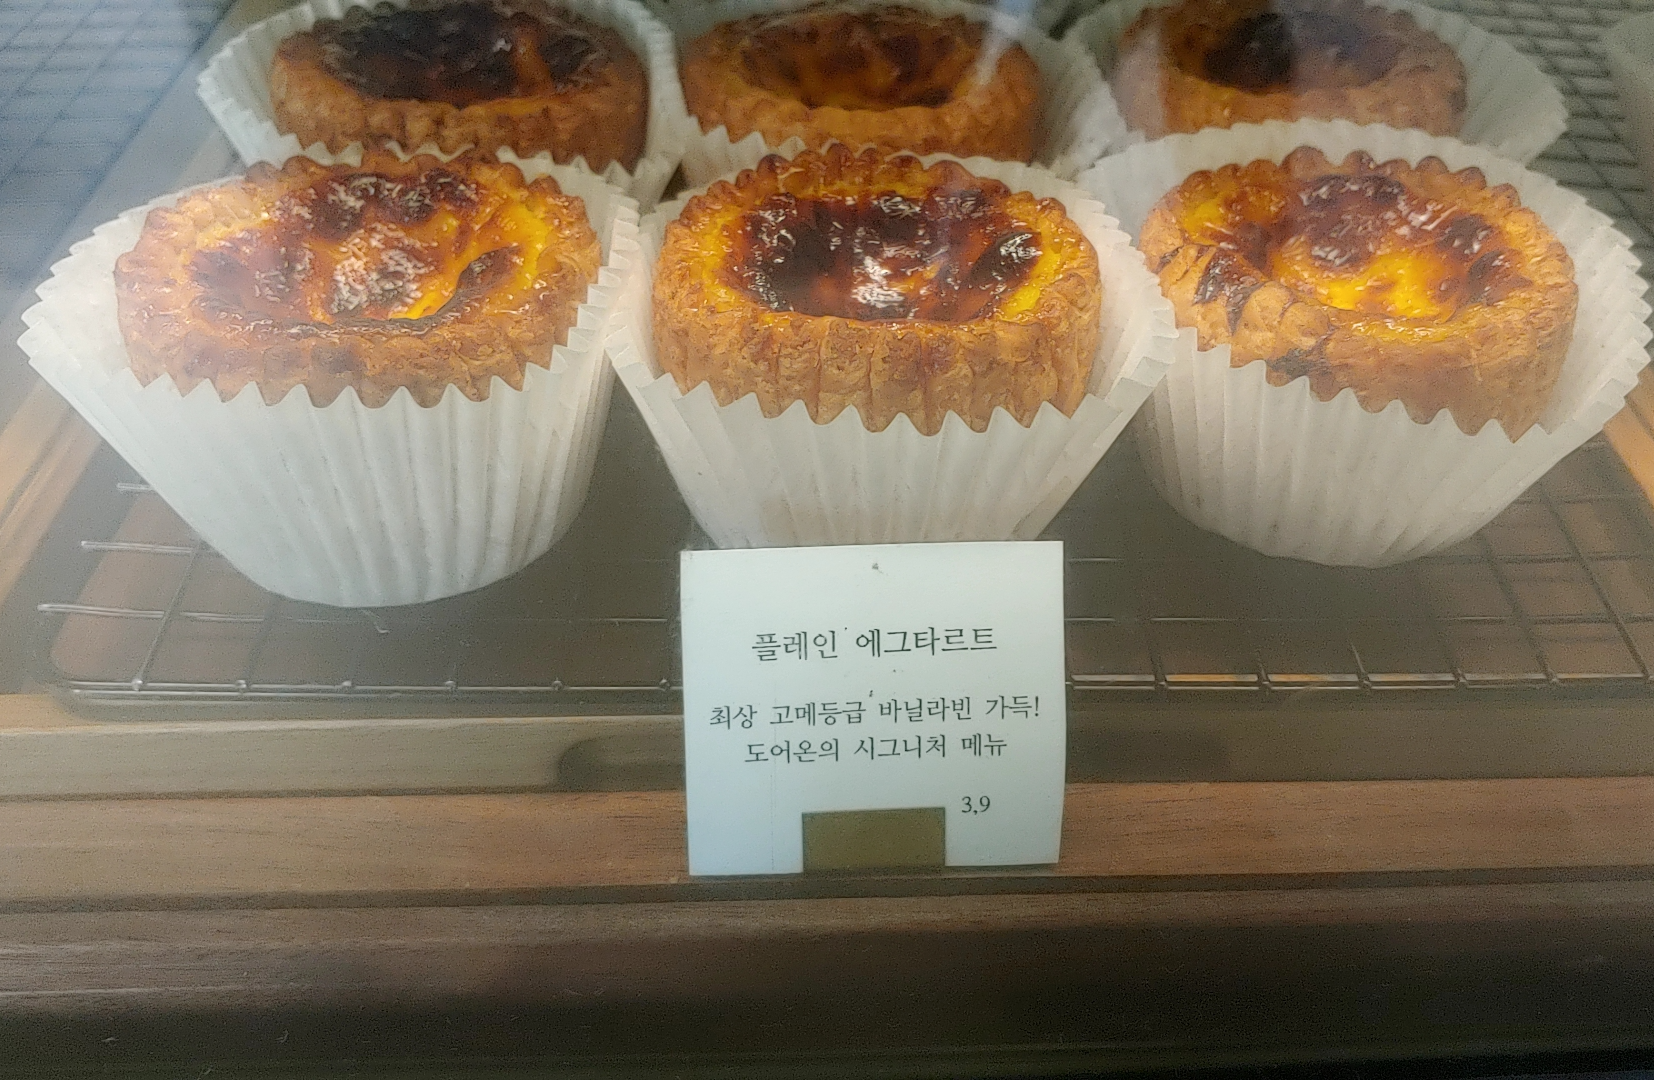 플레인 에그타르트
최상 고메등급 바닐라빈 가득!
도어온의 시그니처 메뉴
3,9